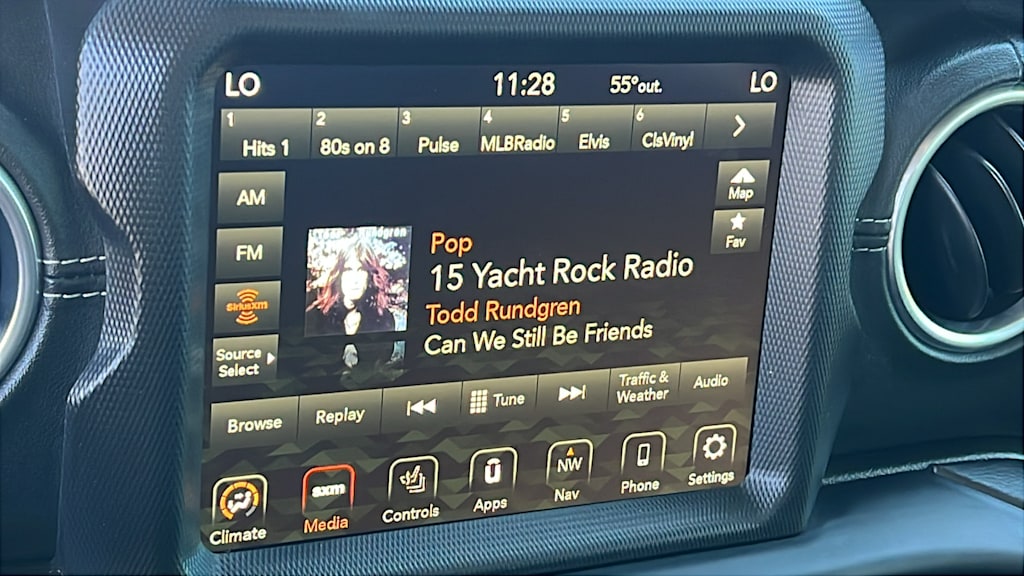 LO 11:28 55°out. LO
1 Hits 1 2 80s on 8 3 Pulse 4 MLBRadio 5 Elvis 6 ClsVinyl
AM
Map
FM
Fav
Pop
15 Yacht Rock Radio
SiriusXM
Todd Rundgren
Can We Still Be Friends
Source
Select
Browse Replay Tune Traffic &
Weather Audio
sxm NW
Climate Media Controls Apps Nav Phone Settings